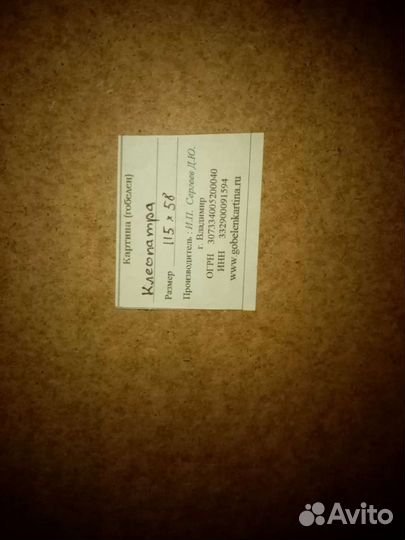 Картина (гобелен)
Клеопатра
Размер 115 x 58
Производитель : И.П. Сергеев Д.Ю.
г. Владимир
ОГРН 307334005200040
ИНН 332900091594
www.gobelenkartina.ru
Avito